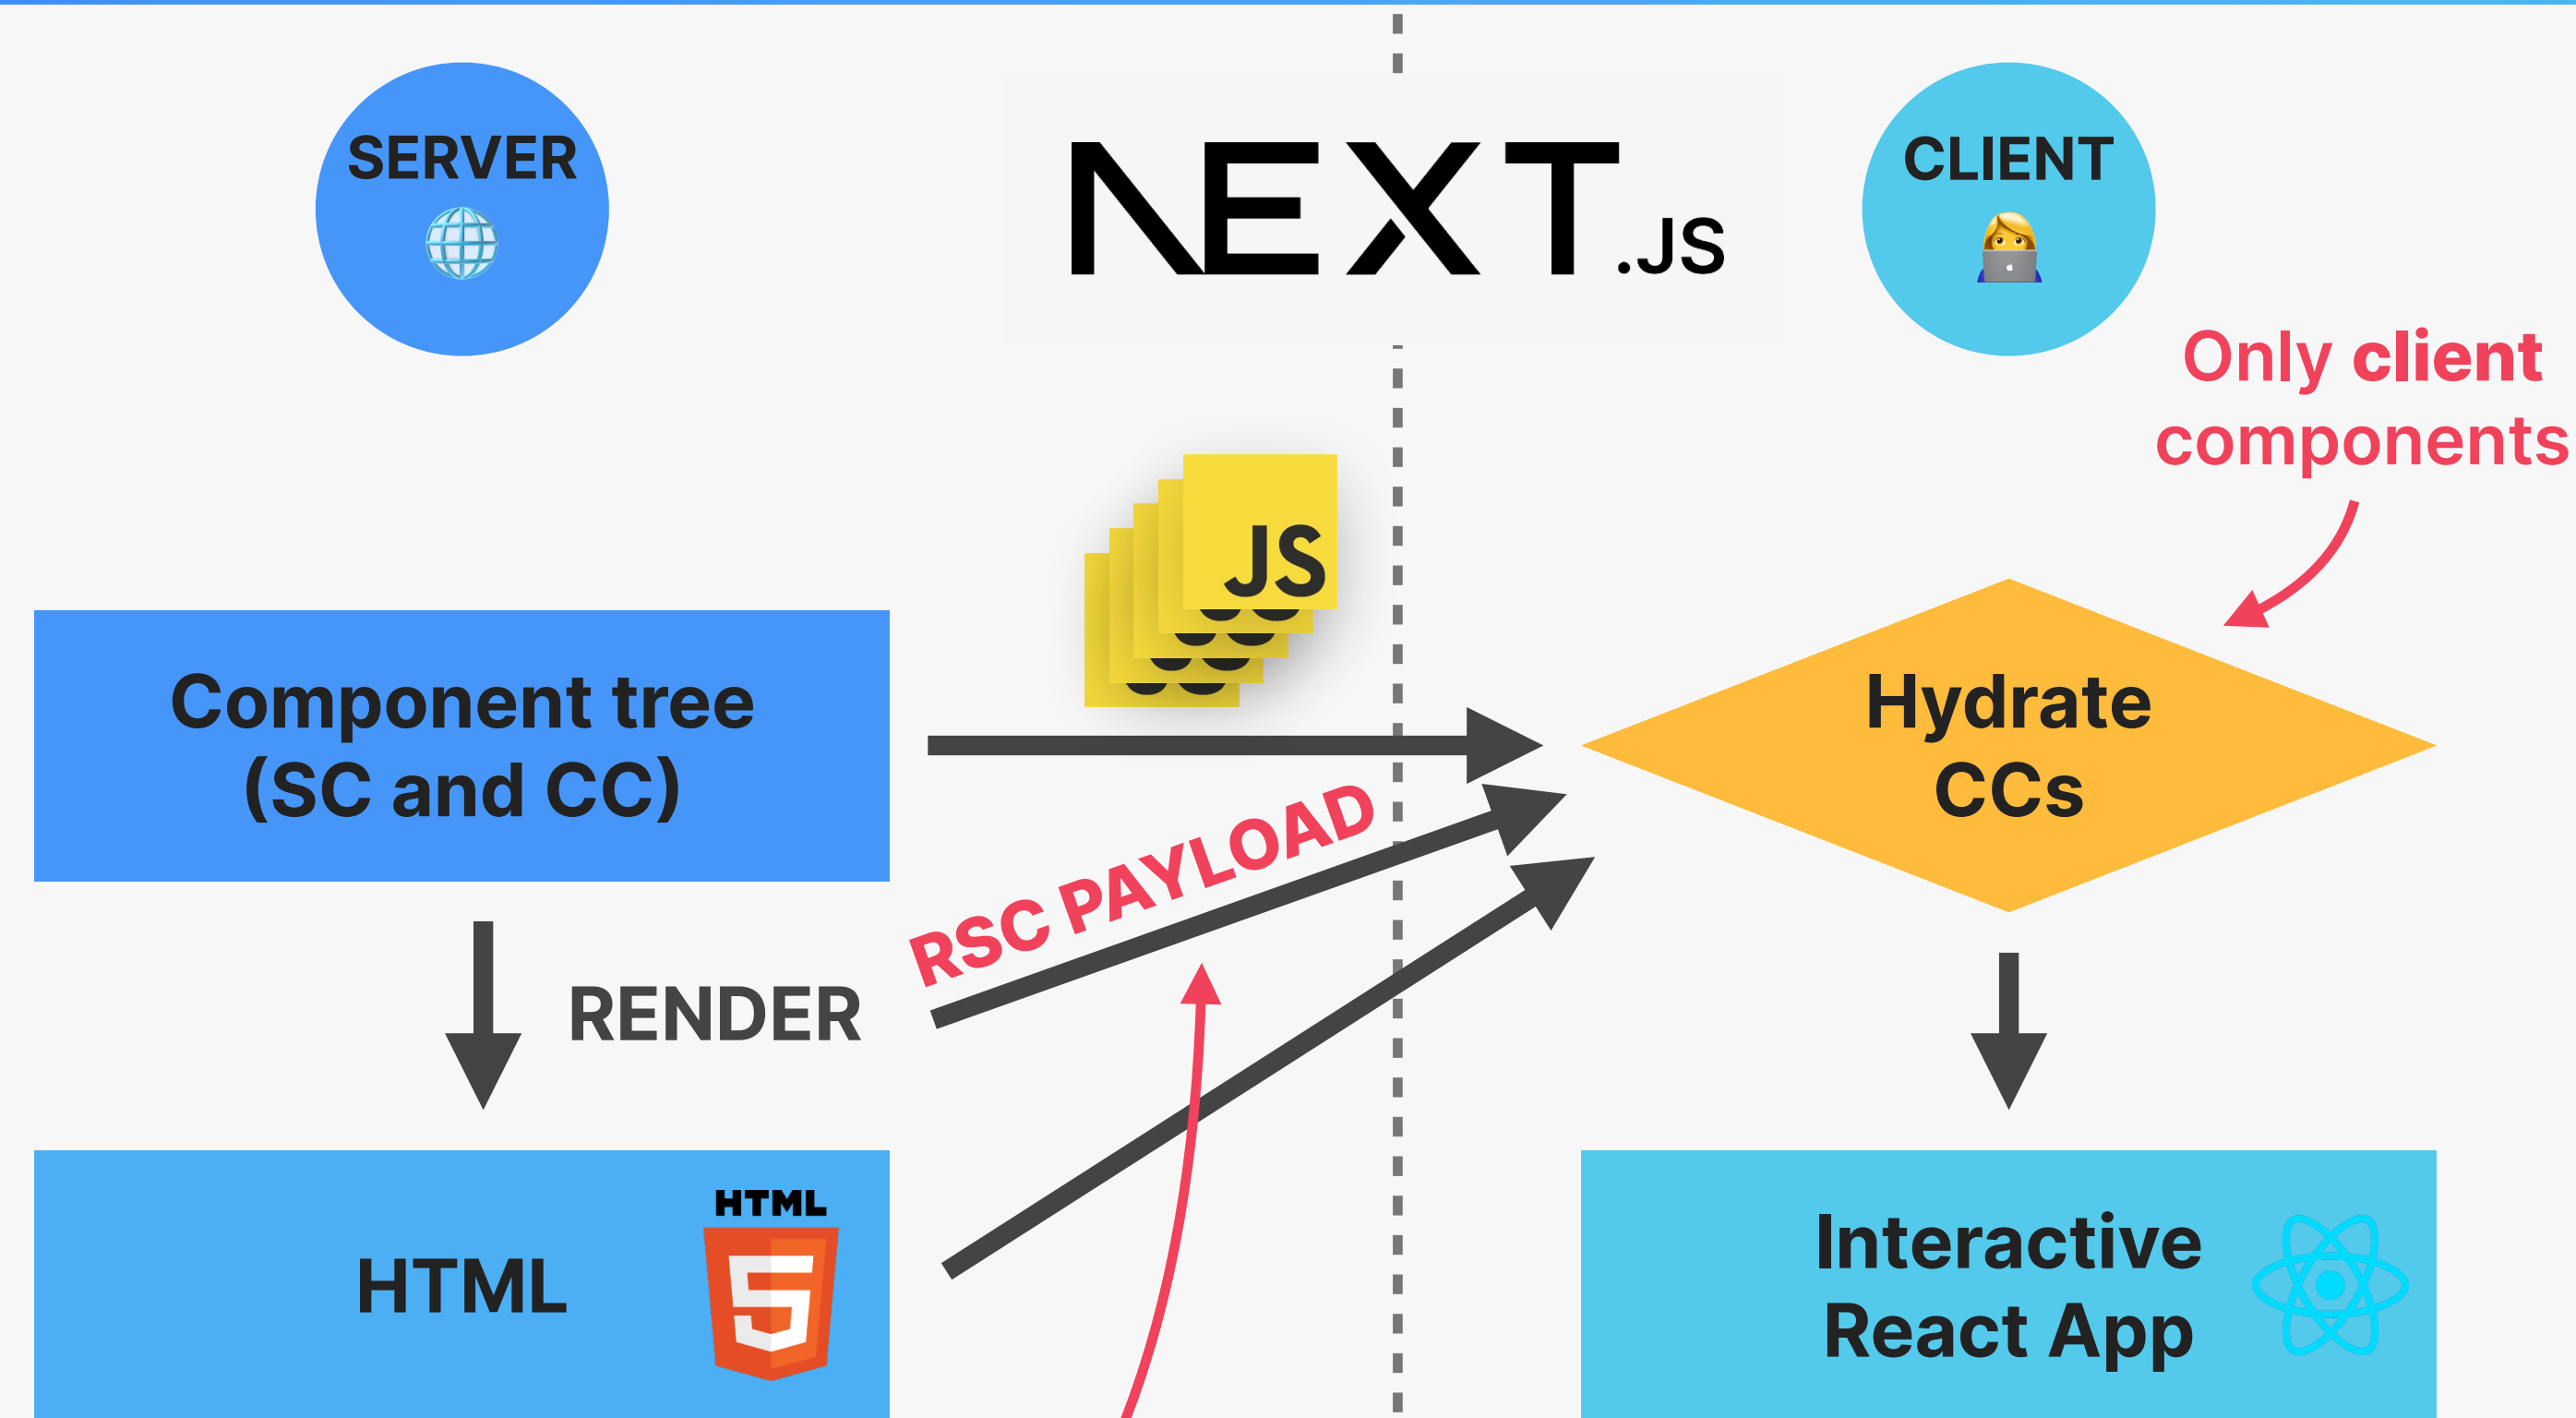 SERVER
NEXT.JS
CLIENT
Only client
components
JS
Component tree
(SC and CC)
Hydrate
CCs
RSC PAYLOAD
RENDER
HTML
HTML
5
Interactive
React App